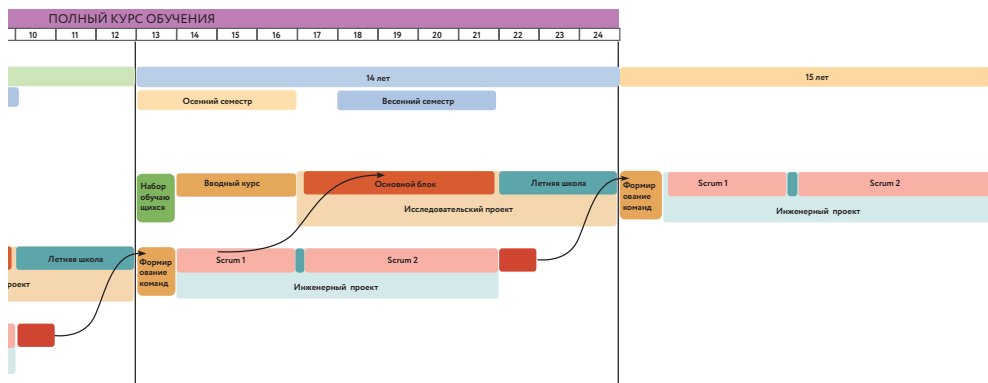 ПОЛНЫЙ КУРС ОБУЧЕНИЯ
10 11 12 13 14 15 16 17 18 19 20 21 22 23 24
14 лет 15 лет
Осенний семестр Весенний семестр
Набор
обучаю
щихся
Вводный курс Основной блок Летняя школа
Исследовательский проект
Формир
ование
команд
Scrum 1 Scrum 2
Инженерный проект
Летняя школа
роект
Формир
ование
команд
Scrum 1 Scrum 2
Инженерный проект